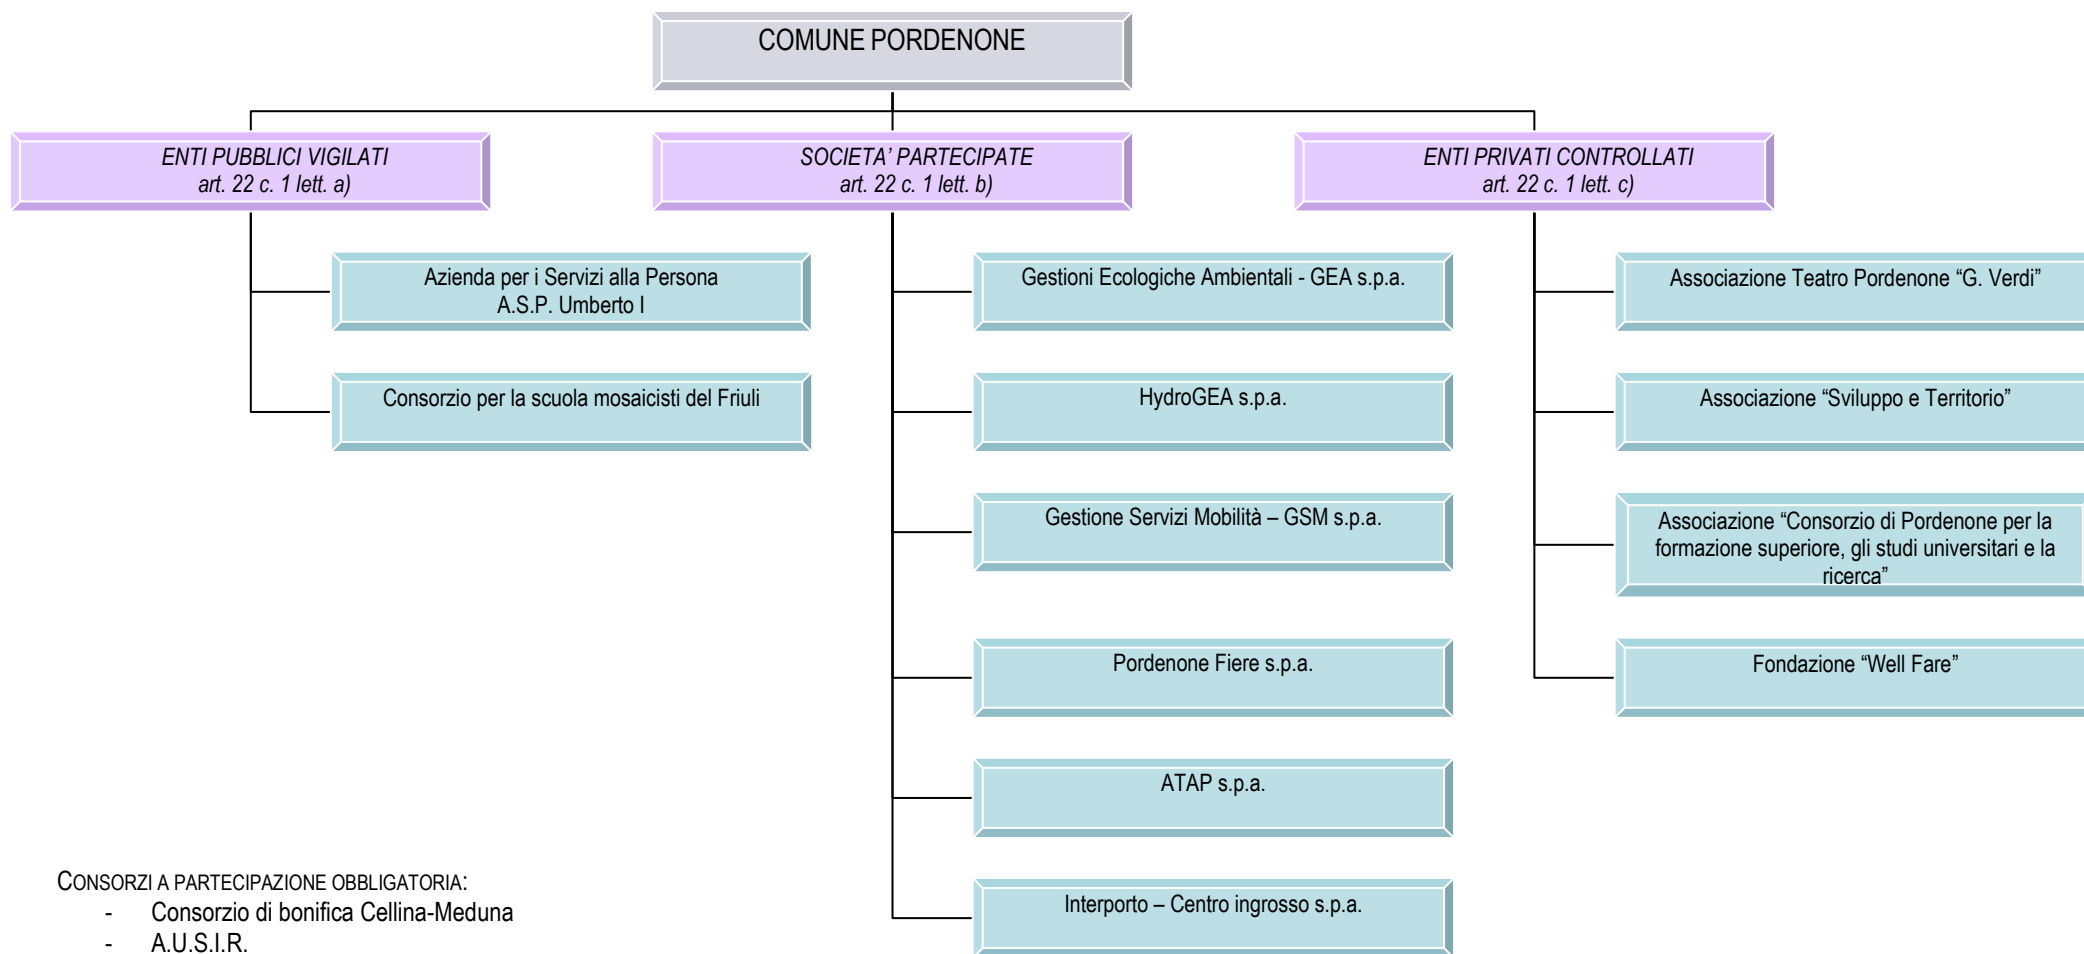 COMUNE PORDENONE
ENTI PUBBLICI VIGILATI
art. 22 c. 1 lett. a)
SOCIETA’ PARTECIPATE
art. 22 c. 1 lett. b)
ENTI PRIVATI CONTROLLATI
art. 22 c. 1 lett. c)
Azienda per i Servizi alla Persona
A.S.P. Umberto I
Consorzio per la scuola mosaicisti del Friuli
Gestioni Ecologiche Ambientali - GEA s.p.a.
HydroGEA s.p.a.
Gestione Servizi Mobilità – GSM s.p.a.
Pordenone Fiere s.p.a.
ATAP s.p.a.
Interporto – Centro ingrosso s.p.a.
Associazione Teatro Pordenone “G. Verdi”
Associazione “Sviluppo e Territorio”
Associazione “Consorzio di Pordenone per la
formazione superiore, gli studi universitari e la
ricerca”
Fondazione “Well Fare”
CONSORZI A PARTECIPAZIONE OBBLIGATORIA:
- Consorzio di bonifica Cellina-Meduna
- A.U.S.I.R.